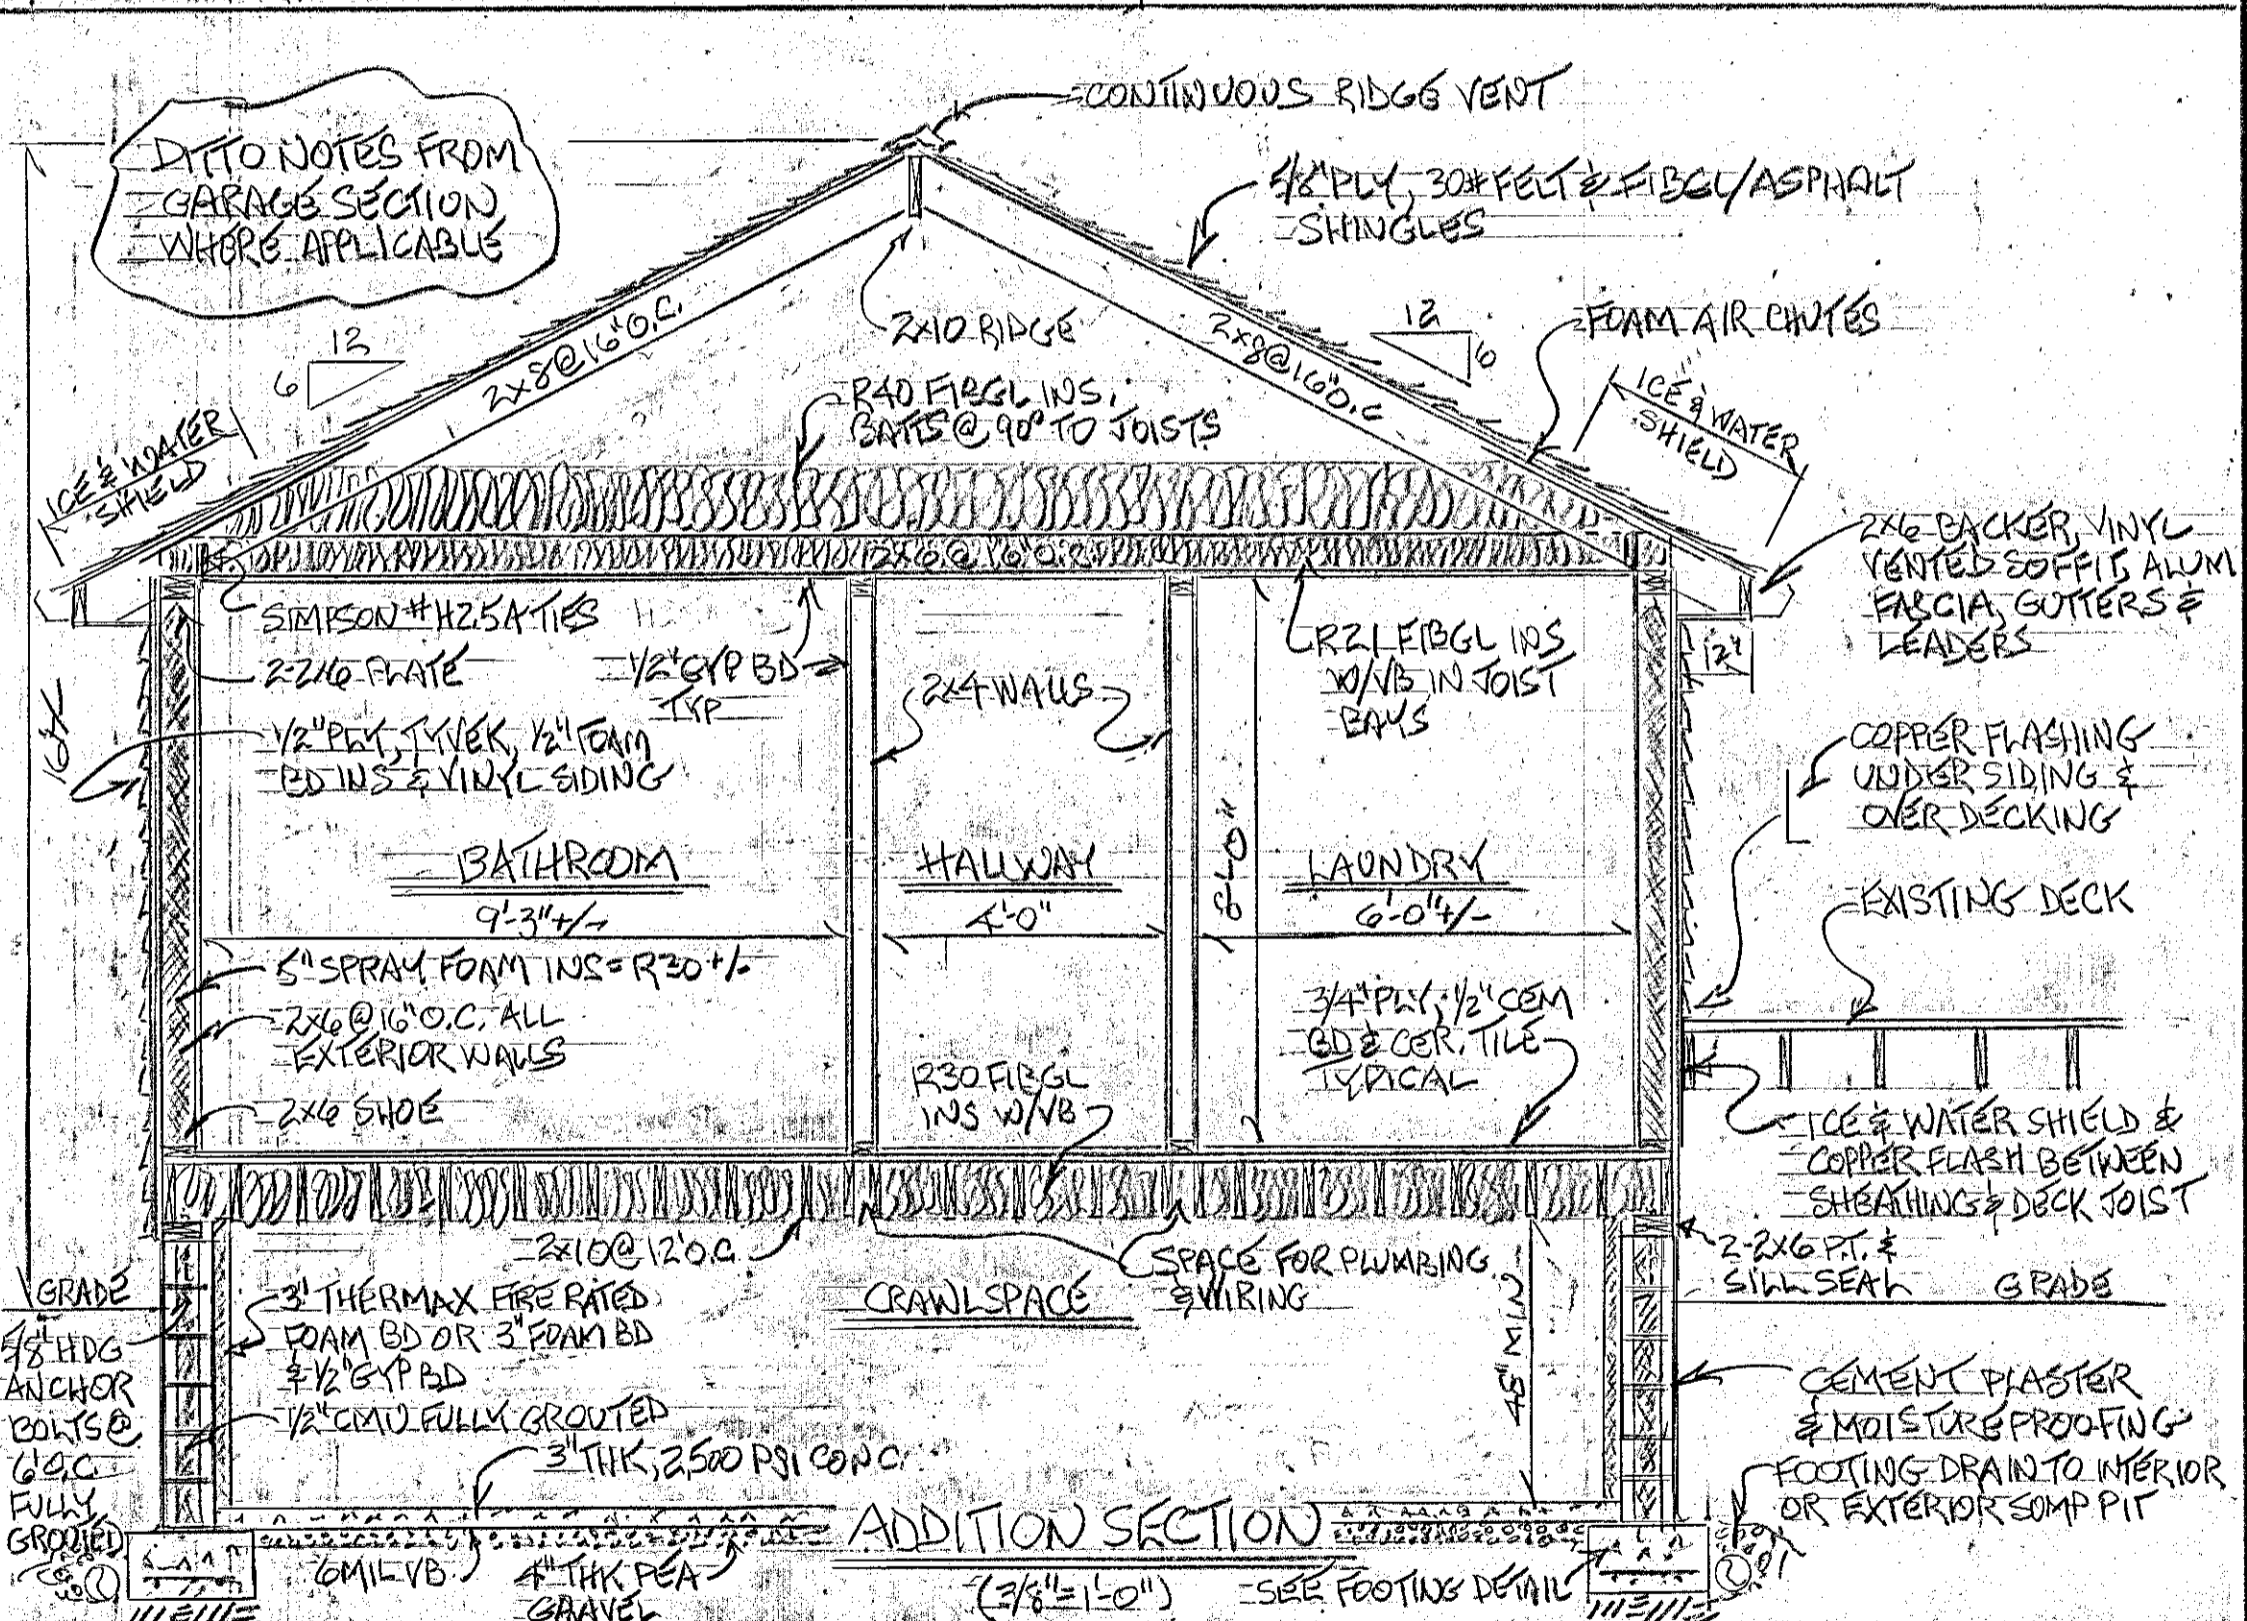 CONTINUOUS RIDGE VENT
DITTO NOTES FROM
GARAGE SECTION
WHERE APPLICABLE
5/8" PLY, 30# FELT & FIBGL/ASPHALT
SHINGLES
12
6
2x8@16"O.C.
2x10 RIDGE
2x8@16"O.C
12
6
FOAM AIR CHUTES
ICE & WATER
SHIELD
R40 FIBGL INS.
BATTS @ 90° TO JOISTS
ICE & WATER
SHIELD
2x6 @ 16"O.C.
2x6 BACKER, VINYL
VENTED SOFFIT, ALUM
FASCIA, GUTTERS &
LEADERS
12"
SIMPSON #H2.5A TIES
2-2x6 PLATE
1/2" GYP BD
TYP
2x4 WALLS
R21 FIBGL INS
W/VB IN JOIST
BAYS
1/2" PLY, TYVEK, 1/2" FOAM
BD INS & VINYL SIDING
COPPER FLASHING
UNDER SIDING &
OVER DECKING
BATHROOM
9'-3"+/-
HALLWAY
4'-0"
8'-0"
LAUNDRY
6'-0"+/-
EXISTING DECK
5" SPRAY FOAM INS = R30+/-
2x6@16"O.C. ALL
EXTERIOR WALLS
2x6 SHOE
R30 FIBGL
INS W/VB
3/4" PLY, 1/2" CEM
BD & CER. TILE
TYPICAL
ICE & WATER SHIELD &
COPPER FLASH BETWEEN
SHEATHING & DECK JOIST
2x10@12"O.C.
SPACE FOR PLUMBING
& WIRING
2-2x6 P.T. &
SILL SEAL
GRADE
GRADE
5/8" HDG
ANCHOR
BOLTS@
6'O.C.
FULLY
GROUTED
3" THERMAX FIRE RATED
FOAM BD OR 3" FOAM BD
& 1/2" GYP BD
CRAWLSPACE
48" MIN
CEMENT PLASTER
& MOISTUREPROOFING
CMU FULLY GROUTED
3" THK, 2,500 PSI CONC.
FOOTING DRAIN TO INTERIOR
OR EXTERIOR SUMP PIT
ADDITION SECTION
(3/8"=1'-0")
6 MIL VB
4" THK PEA
GRAVEL
SEE FOOTING DETAIL